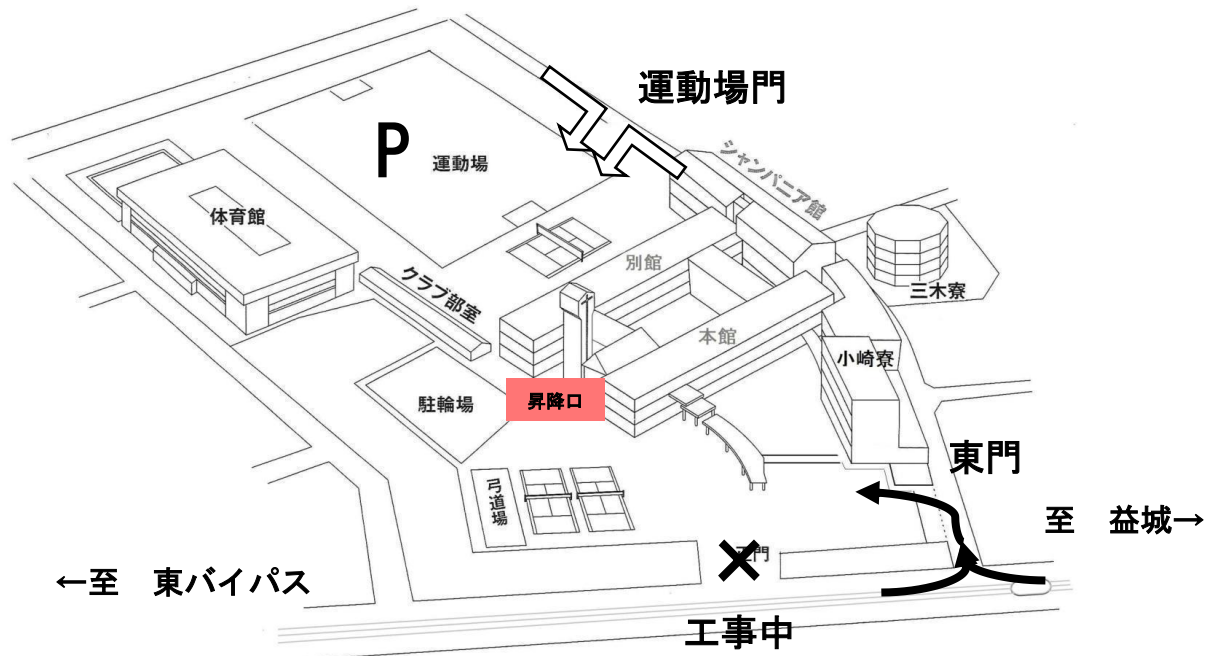 運動場門
P
運動場
シャンパニア館
体育館
別館
三木寮
クラブ部室
本館
小崎寮
昇降口
駐輪場
東門
弓道場
至 益城→
正門
←至 東バイパス
工事中